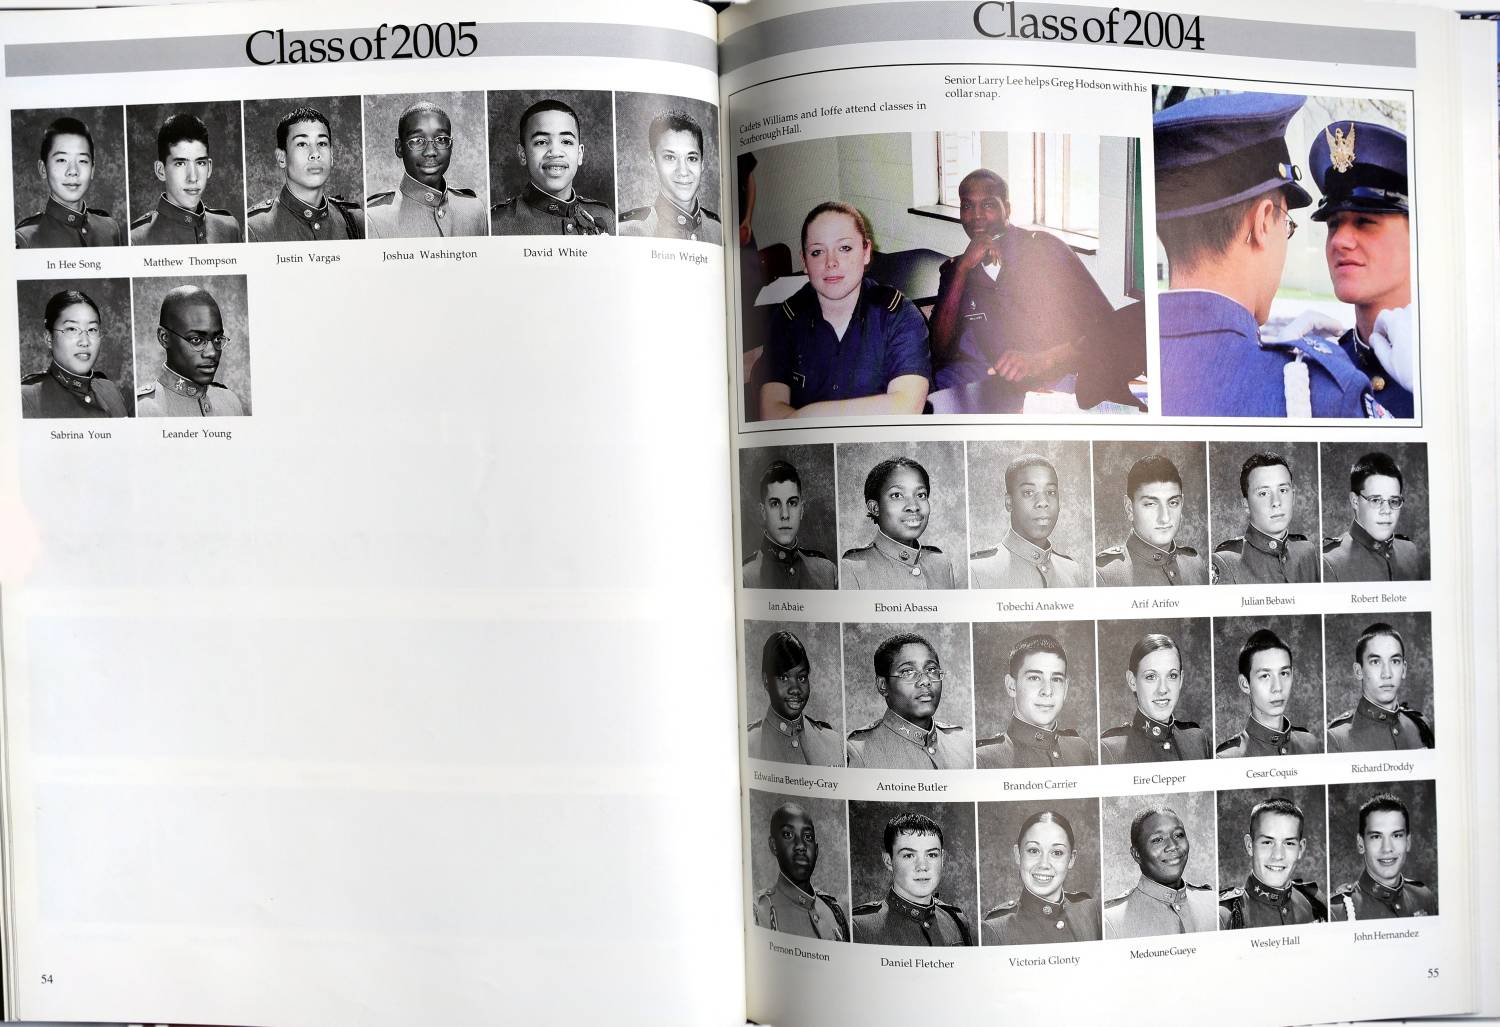 Class of 2005
In Hee Song
Matthew Thompson
Justin Vargas
Joshua Washington
David White
Brian Wright
Sabrina Youn
Leander Young
54
Class of 2004
Cadets Williams and Ioffe attend classes in
Scarborough Hall.
Senior Larry Lee helps Greg Hodson with his
collar snap.
Ian Abaie
Eboni Abassa
Tobechi Anakwe
Arif Arifov
Julian Bebawi
Robert Belote
Edwalina Bentley-Gray
Antoine Butler
Brandon Carrier
Eire Clepper
Cesar Coquis
Richard Droddy
Pernon Dunston
Daniel Fletcher
Victoria Glonty
Medoune Gueye
Wesley Hall
John Hernandez
55